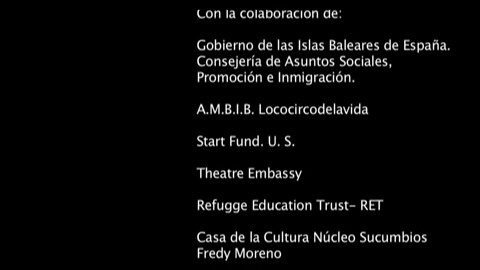 Con la colaboración de:
Gobierno de las Islas Baleares de España.
Consejería de Asuntos Sociales,
Promoción e Inmigración.
A.M.B.I.B. Lococircodelavida
Start Fund. U. S.
Theatre Embassy
Refugge Education Trust- RET
Casa de la Cultura Núcleo Sucumbios
Fredy Moreno